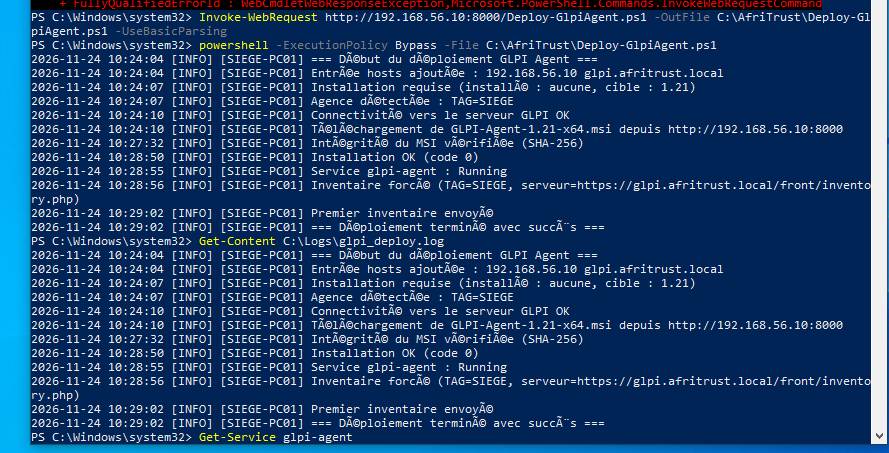 + FullyQualifiedErrorId : WebCmdletWebResponseException,Microsoft.PowerShell.Commands.InvokeWebRequestCommand
PS C:\Windows\system32> Invoke-WebRequest http://192.168.56.10:8000/Deploy-GlpiAgent.ps1 -OutFile C:\AfriTrust\Deploy-Gl
piAgent.ps1 -UseBasicParsing
PS C:\Windows\system32> powershell -ExecutionPolicy Bypass -File C:\AfriTrust\Deploy-GlpiAgent.ps1
2026-11-24 10:24:04 [INFO] [SIEGE-PC01] === DÃ©but du dÃ©ploiement GLPI Agent ===
2026-11-24 10:24:04 [INFO] [SIEGE-PC01] EntrÃ©e hosts ajoutÃ©e : 192.168.56.10 glpi.afritrust.local
2026-11-24 10:24:07 [INFO] [SIEGE-PC01] Installation requise (installÃ© : aucune, cible : 1.21)
2026-11-24 10:24:07 [INFO] [SIEGE-PC01] Agence dÃ©tectÃ©e : TAG=SIEGE
2026-11-24 10:24:10 [INFO] [SIEGE-PC01] ConnectivitÃ© vers le serveur GLPI OK
2026-11-24 10:24:10 [INFO] [SIEGE-PC01] TÃ©lÃ©chargement de GLPI-Agent-1.21-x64.msi depuis http://192.168.56.10:8000
2026-11-24 10:27:32 [INFO] [SIEGE-PC01] IntÃ©gritÃ© du MSI vÃ©rifiÃ©e (SHA-256)
2026-11-24 10:28:50 [INFO] [SIEGE-PC01] Installation OK (code 0)
2026-11-24 10:28:55 [INFO] [SIEGE-PC01] Service glpi-agent : Running
2026-11-24 10:28:56 [INFO] [SIEGE-PC01] Inventaire forcÃ© (TAG=SIEGE, serveur=https://glpi.afritrust.local/front/invento
ry.php)
2026-11-24 10:29:02 [INFO] [SIEGE-PC01] Premier inventaire envoyÃ©
2026-11-24 10:29:02 [INFO] [SIEGE-PC01] === DÃ©ploiement terminÃ© avec succÃ¨s ===
PS C:\Windows\system32> Get-Content C:\Logs\glpi_deploy.log
2026-11-24 10:24:04 [INFO] [SIEGE-PC01] === DÃ©but du dÃ©ploiement GLPI Agent ===
2026-11-24 10:24:04 [INFO] [SIEGE-PC01] EntrÃ©e hosts ajoutÃ©e : 192.168.56.10 glpi.afritrust.local
2026-11-24 10:24:07 [INFO] [SIEGE-PC01] Installation requise (installÃ© : aucune, cible : 1.21)
2026-11-24 10:24:07 [INFO] [SIEGE-PC01] Agence dÃ©tectÃ©e : TAG=SIEGE
2026-11-24 10:24:10 [INFO] [SIEGE-PC01] ConnectivitÃ© vers le serveur GLPI OK
2026-11-24 10:24:10 [INFO] [SIEGE-PC01] TÃ©lÃ©chargement de GLPI-Agent-1.21-x64.msi depuis http://192.168.56.10:8000
2026-11-24 10:27:32 [INFO] [SIEGE-PC01] IntÃ©gritÃ© du MSI vÃ©rifiÃ©e (SHA-256)
2026-11-24 10:28:50 [INFO] [SIEGE-PC01] Installation OK (code 0)
2026-11-24 10:28:55 [INFO] [SIEGE-PC01] Service glpi-agent : Running
2026-11-24 10:28:56 [INFO] [SIEGE-PC01] Inventaire forcÃ© (TAG=SIEGE, serveur=https://glpi.afritrust.local/front/invento
ry.php)
2026-11-24 10:29:02 [INFO] [SIEGE-PC01] Premier inventaire envoyÃ©
2026-11-24 10:29:02 [INFO] [SIEGE-PC01] === DÃ©ploiement terminÃ© avec succÃ¨s ===
PS C:\Windows\system32> Get-Service glpi-agent